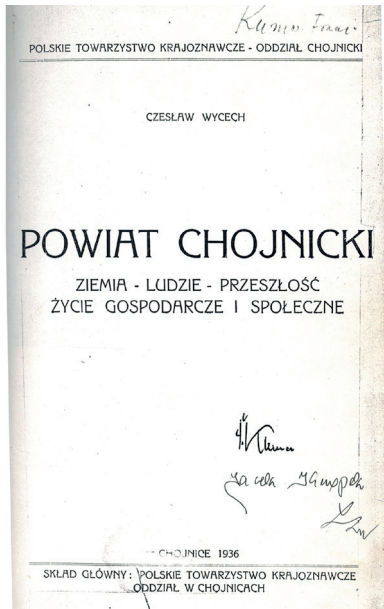 POLSKIE TOWARZYSTWO KRAJOZNAWCZE - ODDZIAŁ CHOJNICKI
CZESŁAW WYCECH
POWIAT CHOJNICKI
ZIEMIA - LUDZIE - PRZESZŁOŚĆ
ŻYCIE GOSPODARCZE I SPOŁECZNE
CHOJNICE 1936
SKŁAD GŁÓWNY: POLSKIE TOWARZYSTWO KRAJOZNAWCZE
ODDZIAŁ W CHOJNICACH